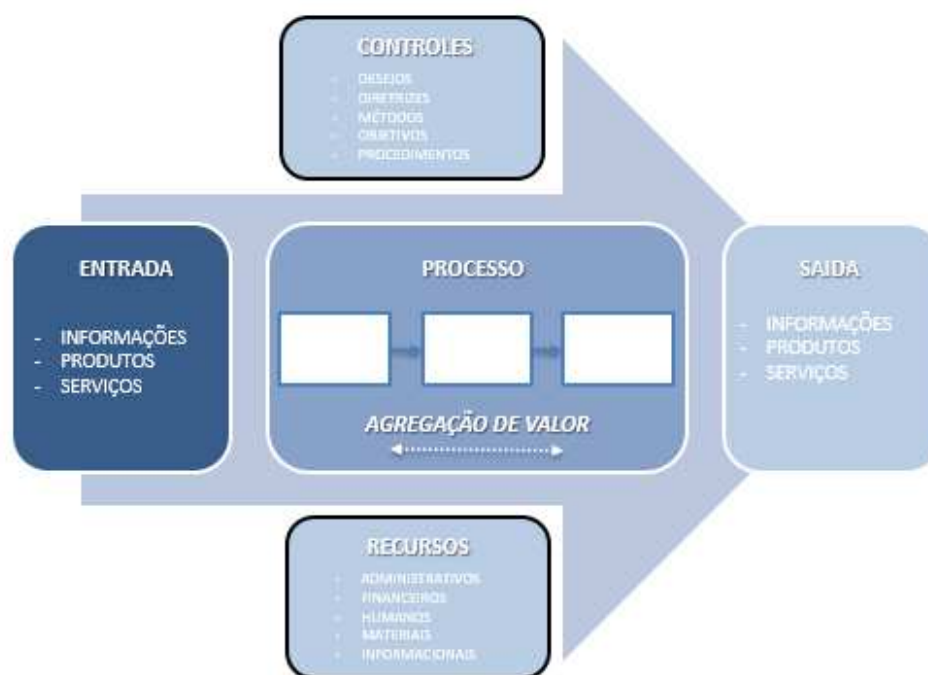 CONTROLES
- DESEJOS
- DIRETRIZES
- MÉTODOS
- OBJETIVOS
- PROCEDIMENTOS
ENTRADA
- INFORMAÇÕES
- PRODUTOS
- SERVIÇOS
PROCESSO
AGREGAÇÃO DE VALOR
SAIDA
- INFORMAÇÕES
- PRODUTOS
- SERVIÇOS
RECURSOS
- ADMINISTRATIVOS
- FINANCEIROS
- HUMANOS
- MATERIAIS
- INFORMACIONAIS